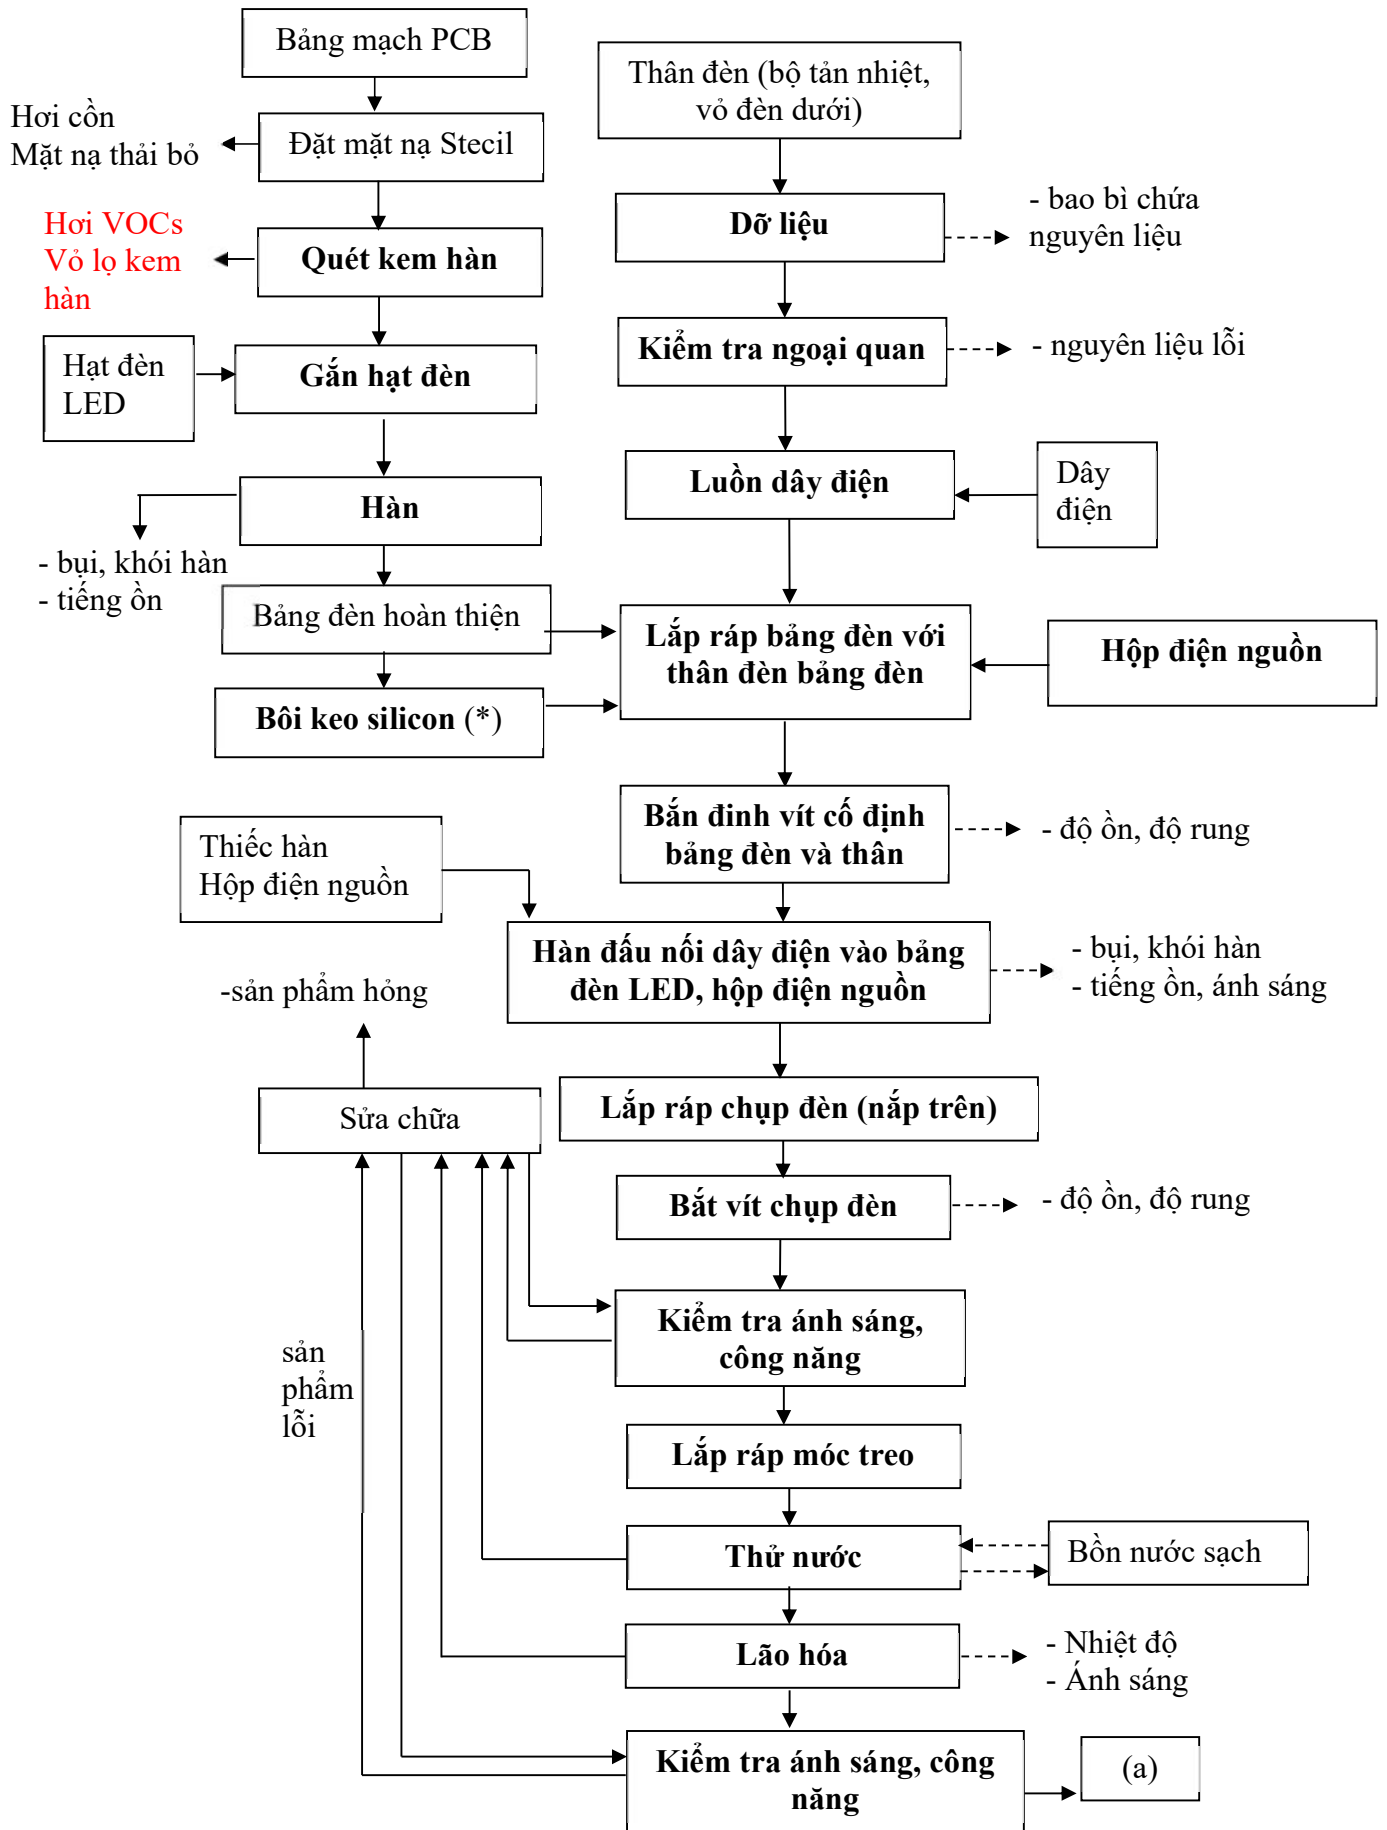 Bảng mạch PCB
Thân đèn (bộ tản nhiệt,
vỏ đèn dưới)
Hơi cồn
Mặt nạ thải bỏ
Đặt mặt nạ Stecil
- bao bì chứa
nguyên liệu
Dỡ liệu
Hơi VOCs
Vỏ lọ kem
hàn
Quét kem hàn
Kiểm tra ngoại quan
- nguyên liệu lỗi
Hạt đèn
LED
Gắn hạt đèn
Luồn dây điện
Dây
điện
Hàn
- bụi, khói hàn
- tiếng ồn
Bảng đèn hoàn thiện
Lắp ráp bảng đèn với
thân đèn bảng đèn
Hộp điện nguồn
Bôi keo silicon (*)
Bắn đinh vít cố định
bảng đèn và thân
- độ ồn, độ rung
Thiếc hàn
Hộp điện nguồn
Hàn đấu nối dây điện vào bảng
đèn LED, hộp điện nguồn
- bụi, khói hàn
- tiếng ồn, ánh sáng
-sản phẩm hỏng
Sửa chữa
Lắp ráp chụp đèn (nắp trên)
Bắt vít chụp đèn
- độ ồn, độ rung
Kiểm tra ánh sáng,
công năng
sản
phẩm
lỗi
Lắp ráp móc treo
Thử nước
Bồn nước sạch
Lão hóa
- Nhiệt độ
- Ánh sáng
Kiểm tra ánh sáng, công
năng
(a)